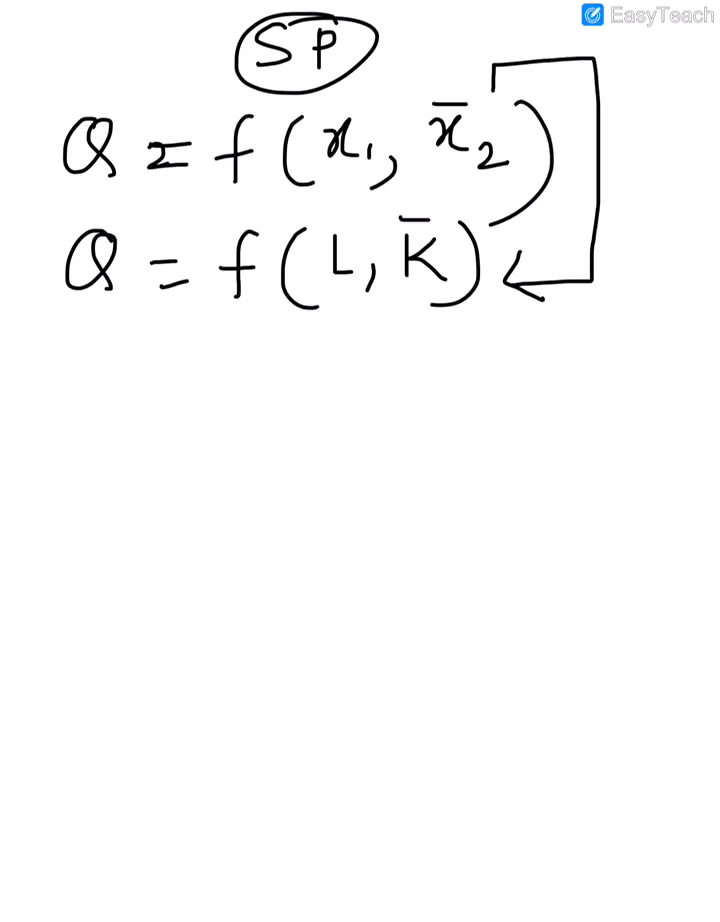 EasyTeach
SP
Q = f(x₁, x̄₂)
Q = f(L, K̄)